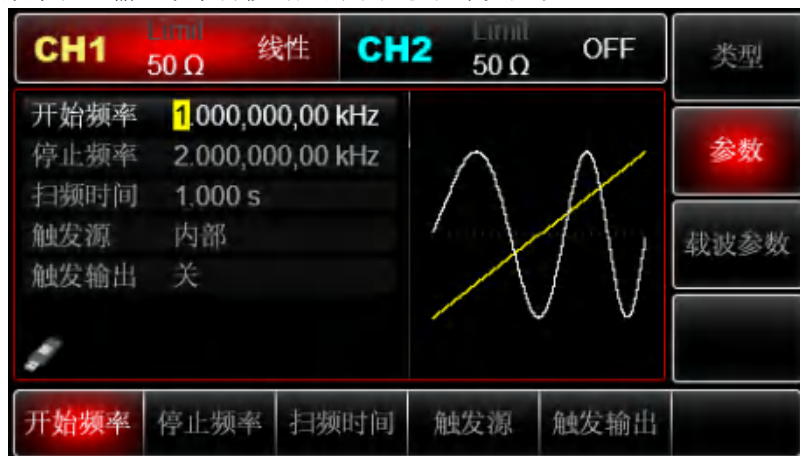 CH1
Limit
50 Ω
线性
CH2
Limit
50 Ω
OFF
类型
开始频率 1.000,000,00 kHz
停止频率 2.000,000,00 kHz
扫频时间 1.000 s
触发源 内部
触发输出 关
参数
载波参数
开始频率 停止频率 扫频时间 触发源 触发输出